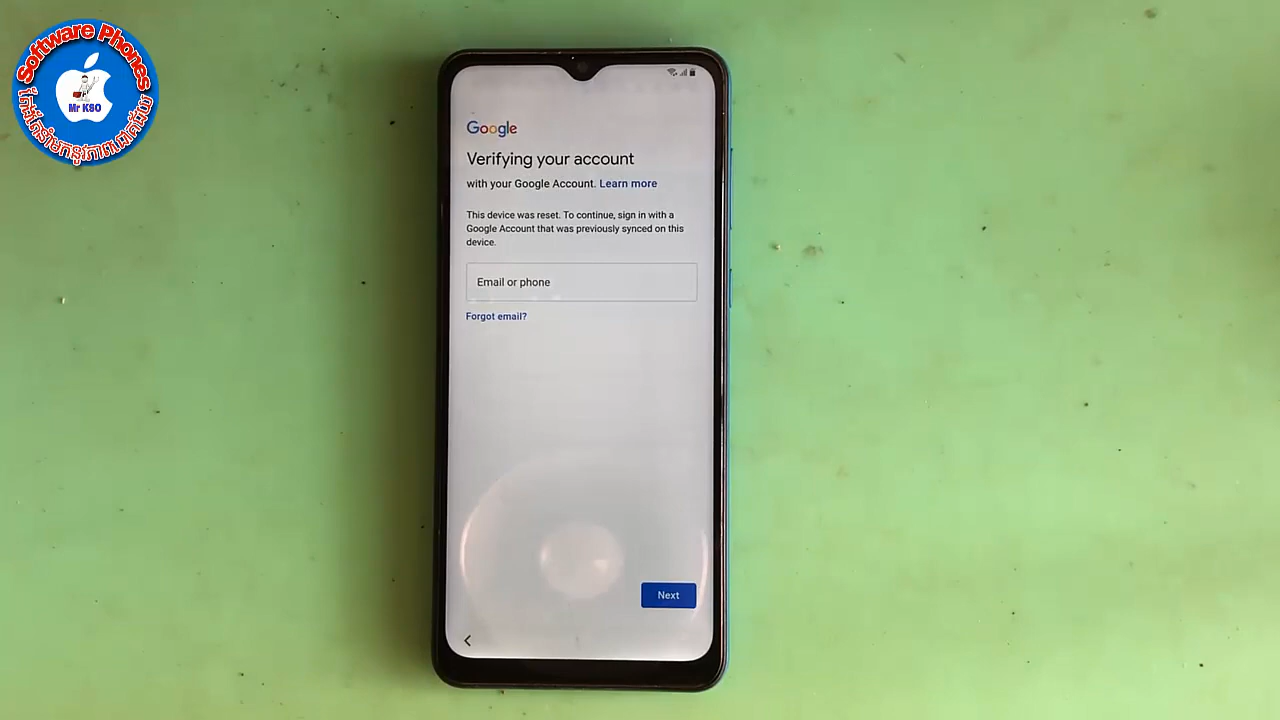 Software Phones
Mr KSO
Google
Verifying your account
with your Google Account. Learn more
This device was reset. To continue, sign in with a
Google Account that was previously synced on this
device.
Email or phone
Forgot email?
Next